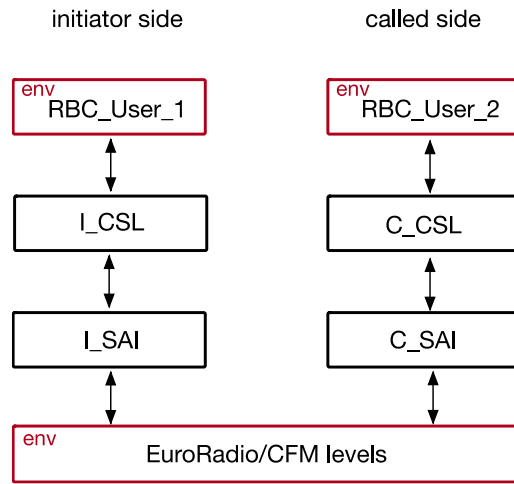 initiator side
called side
env
RBC_User_1
env
RBC_User_2
I_CSL
C_CSL
I_SAI
C_SAI
env
EuroRadio/CFM levels